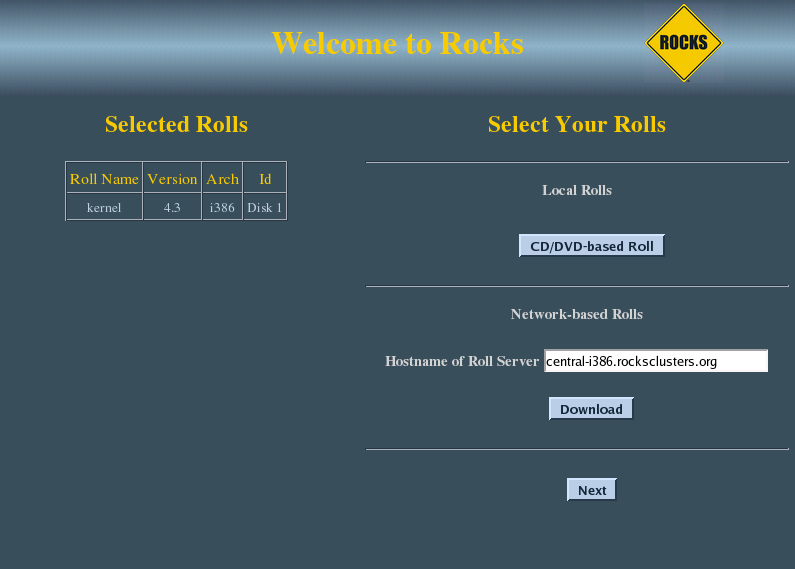 Welcome to Rocks
ROCKS
Selected Rolls
Roll Name Version Arch Id
kernel 4.3 i386 Disk 1
Select Your Rolls
Local Rolls
CD/DVD-based Roll
Network-based Rolls
Hostname of Roll Server central-i386.rocksclusters.org
Download
Next